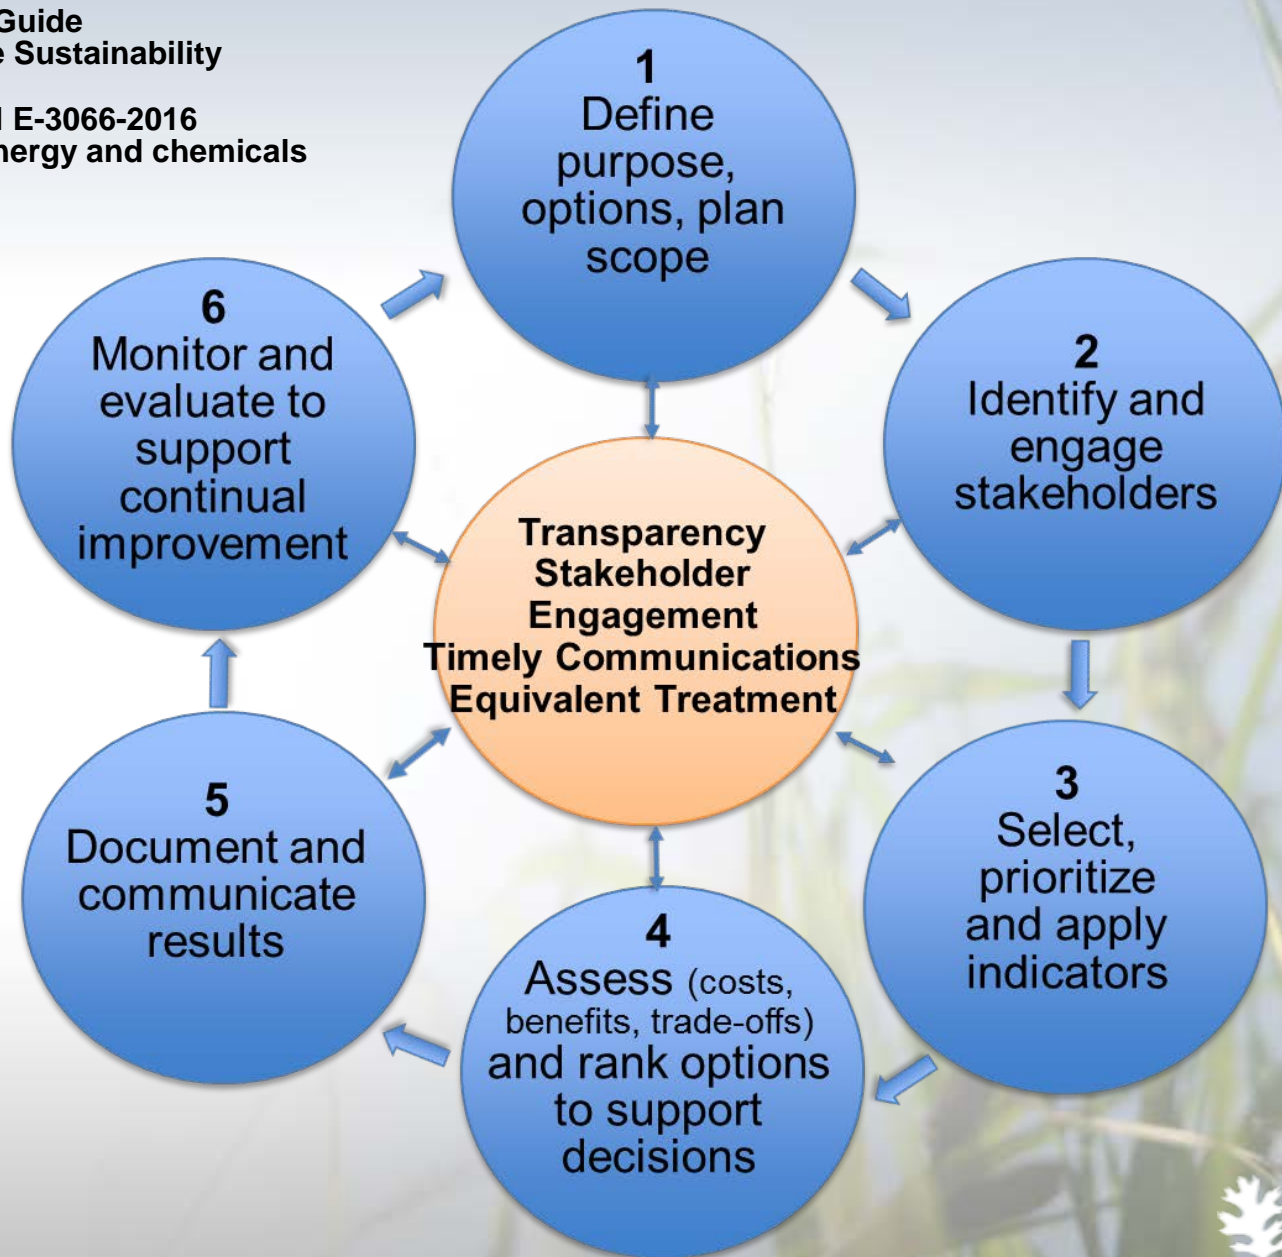 Guide
Sustainability
E-3066-2016
and chemicals
1
Define
purpose,
options, plan
scope
2
Identify and
engage
stakeholders
3
Select,
prioritize
and apply
indicators
4
Assess (costs,
benefits, trade-offs)
and rank options
to support
decisions
5
Document and
communicate
results
6
Monitor and
evaluate to
support
continual
improvement
Transparency
Stakeholder
Engagement
Timely Communications
Equivalent Treatment